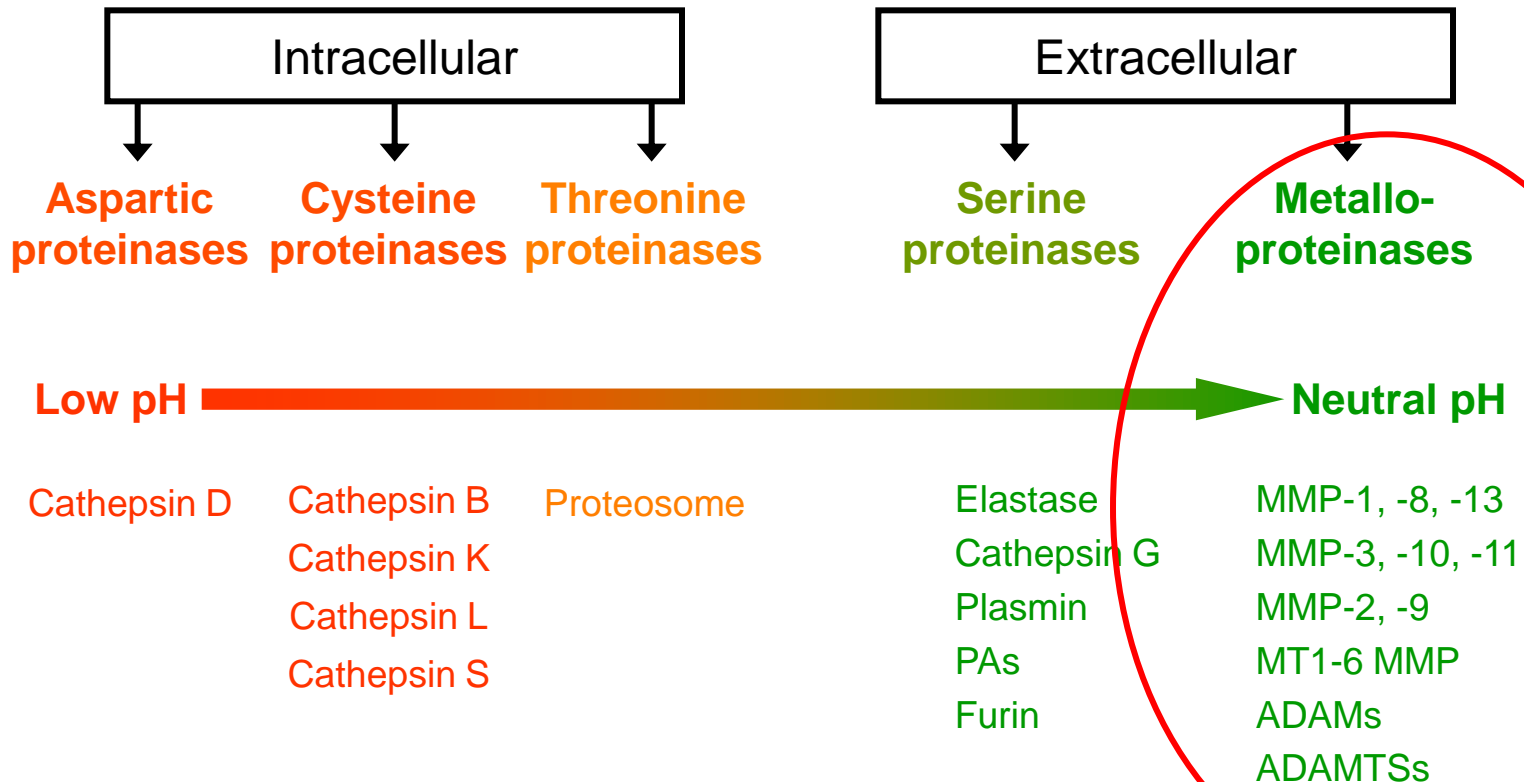 Intracellular
Extracellular
Aspartic
proteinases
Cysteine
proteinases
Threonine
proteinases
Serine
proteinases
Metallo-
proteinases
Low pH
Neutral pH
Cathepsin D
Cathepsin B
Cathepsin K
Cathepsin L
Cathepsin S
Proteosome
Elastase
Cathepsin G
Plasmin
PAs
Furin
MMP-1, -8, -13
MMP-3, -10, -11
MMP-2, -9
MT1-6 MMP
ADAMs
ADAMTSs